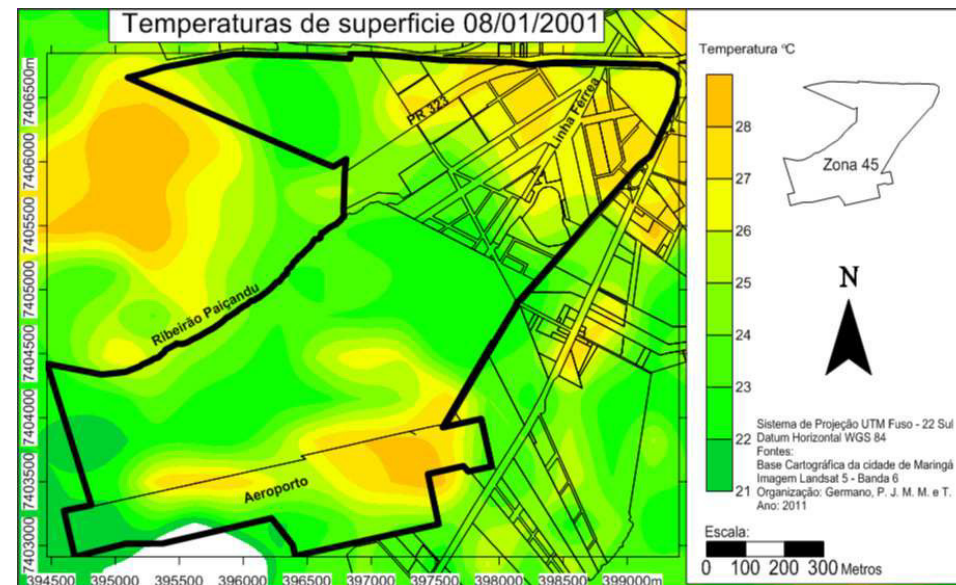 Temperaturas de superficie 08/01/2001
PR 323
Linha Férrea
Ribeirão Paiçandu
Aeroporto
7406500m
7406000
7405500
7405000
7404500
7404000
7403500
7403000
394500
395000
395500
396000
396500
397000
397500
398000
398500
399000m
Temperatura °C
28
27
26
25
24
23
22
21
Zona 45
N
Sistema de Projeção UTM Fuso - 22 Sul
Datum Horizontal WGS 84
Fontes:
Base Cartográfica da cidade de Maringá
Imagem Landsat 5 - Banda 6
Organização: Germano, P. J. M. M. e T.
Ano: 2011
Escala:
0 100 200 300 Metros